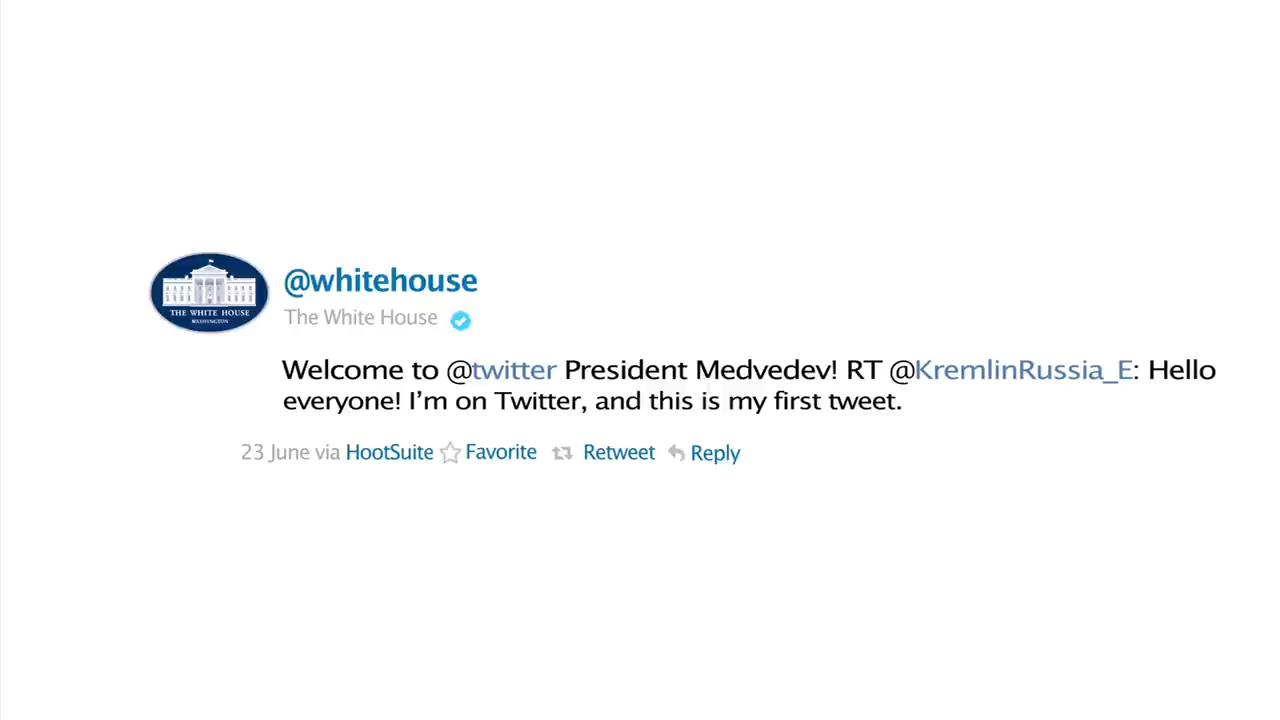 @whitehouse
THE WHITE HOUSE
WASHINGTON
The White House
Welcome to @twitter President Medvedev! RT @KremlinRussia_E: Hello
everyone! I'm on Twitter, and this is my first tweet.
23 June via HootSuite Favorite Retweet Reply